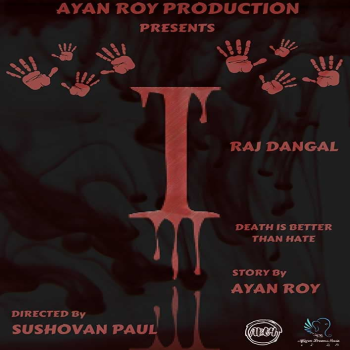 AYAN ROY PRODUCTION
PRESENTS
I
RAJ DANGAL
DEATH IS BETTER
THAN HATE
STORY By
AYAN ROY
DIRECTED By
SUSHOVAN PAUL